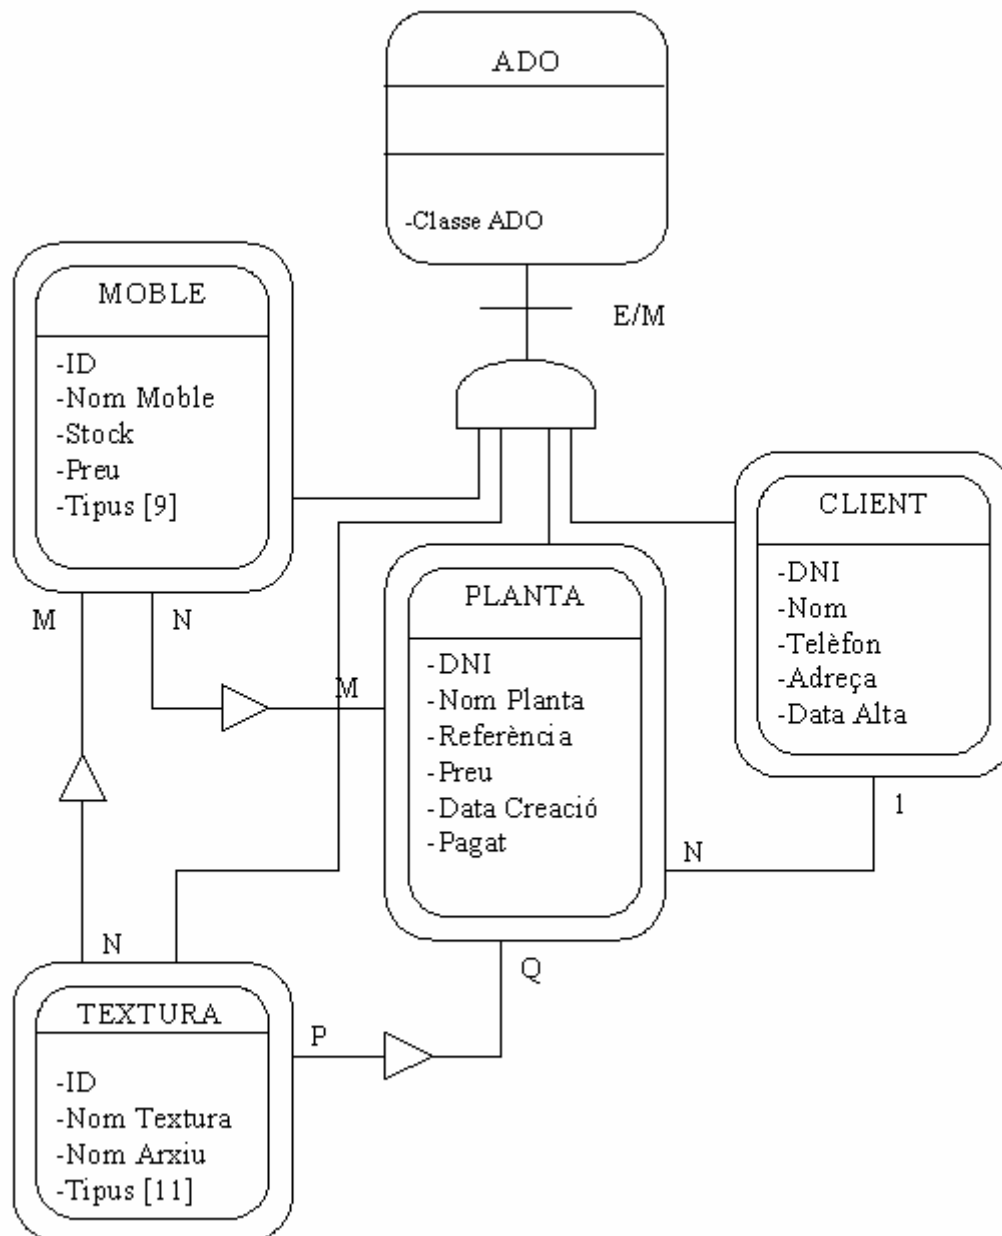 ADO
-Classe ADO
E/M
MOBLE
-ID
-Nom Moble
-Stock
-Preu
-Tipus [9]
M
N
M
PLANTA
-DNI
-Nom Planta
-Referència
-Preu
-Data Creació
-Pagat
CLIENT
-DNI
-Nom
-Telèfon
-Adreça
-Data Alta
1
N
N
Q
P
TEXTURA
-ID
-Nom Textura
-Nom Arxiu
-Tipus [11]